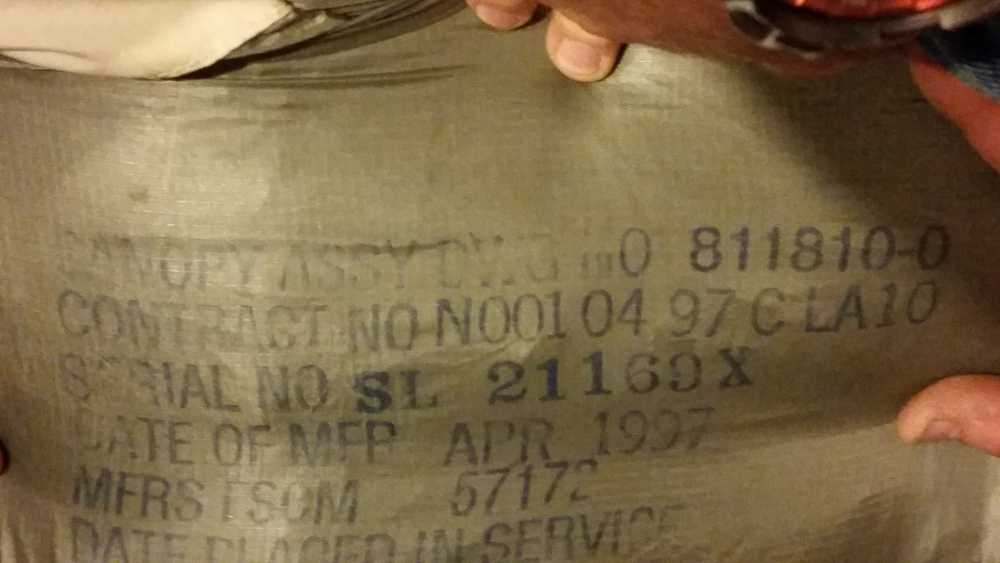 CANOPY ASSY DWG NO 811810-0
CONTRACT NO N00104 97 C LA10
SERIAL NO SL 21169X
DATE OF MFR APR 1997
MFRS FSCM 57172
DATE PLACED IN SERVICE